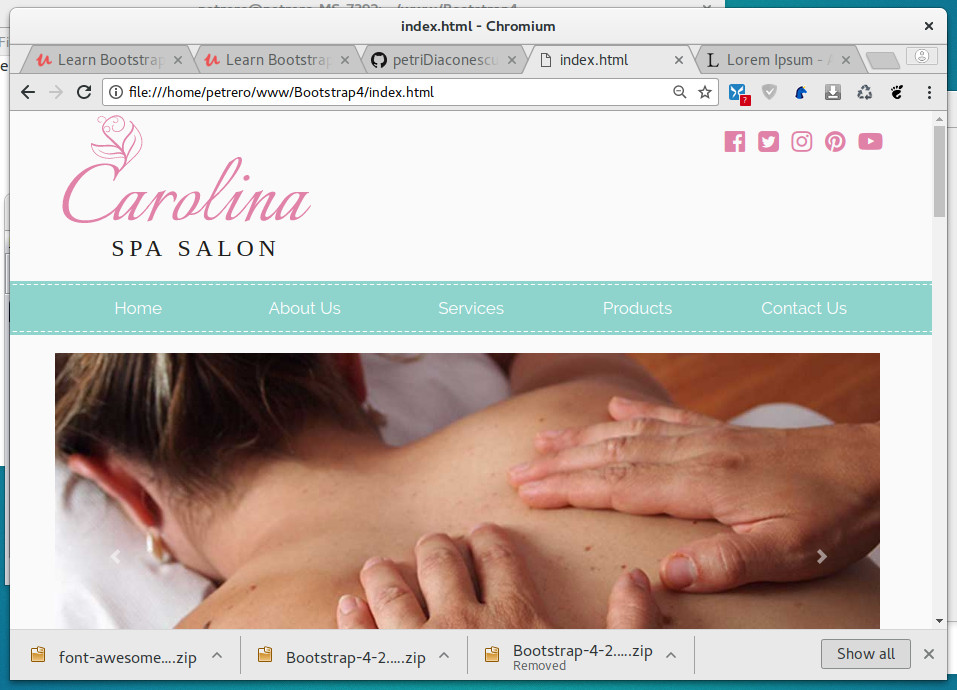 index.html - Chromium
Learn Bootstrap
Learn Bootstrap
petriDiaconescu
index.html
Lorem Ipsum - A
file:///home/petrero/www/Bootstrap4/index.html
?
Carolina
SPA SALON
Home
About Us
Services
Products
Contact Us
font-awesome....zip
Bootstrap-4-2.....zip
Bootstrap-4-2.....zip
Removed
Show all